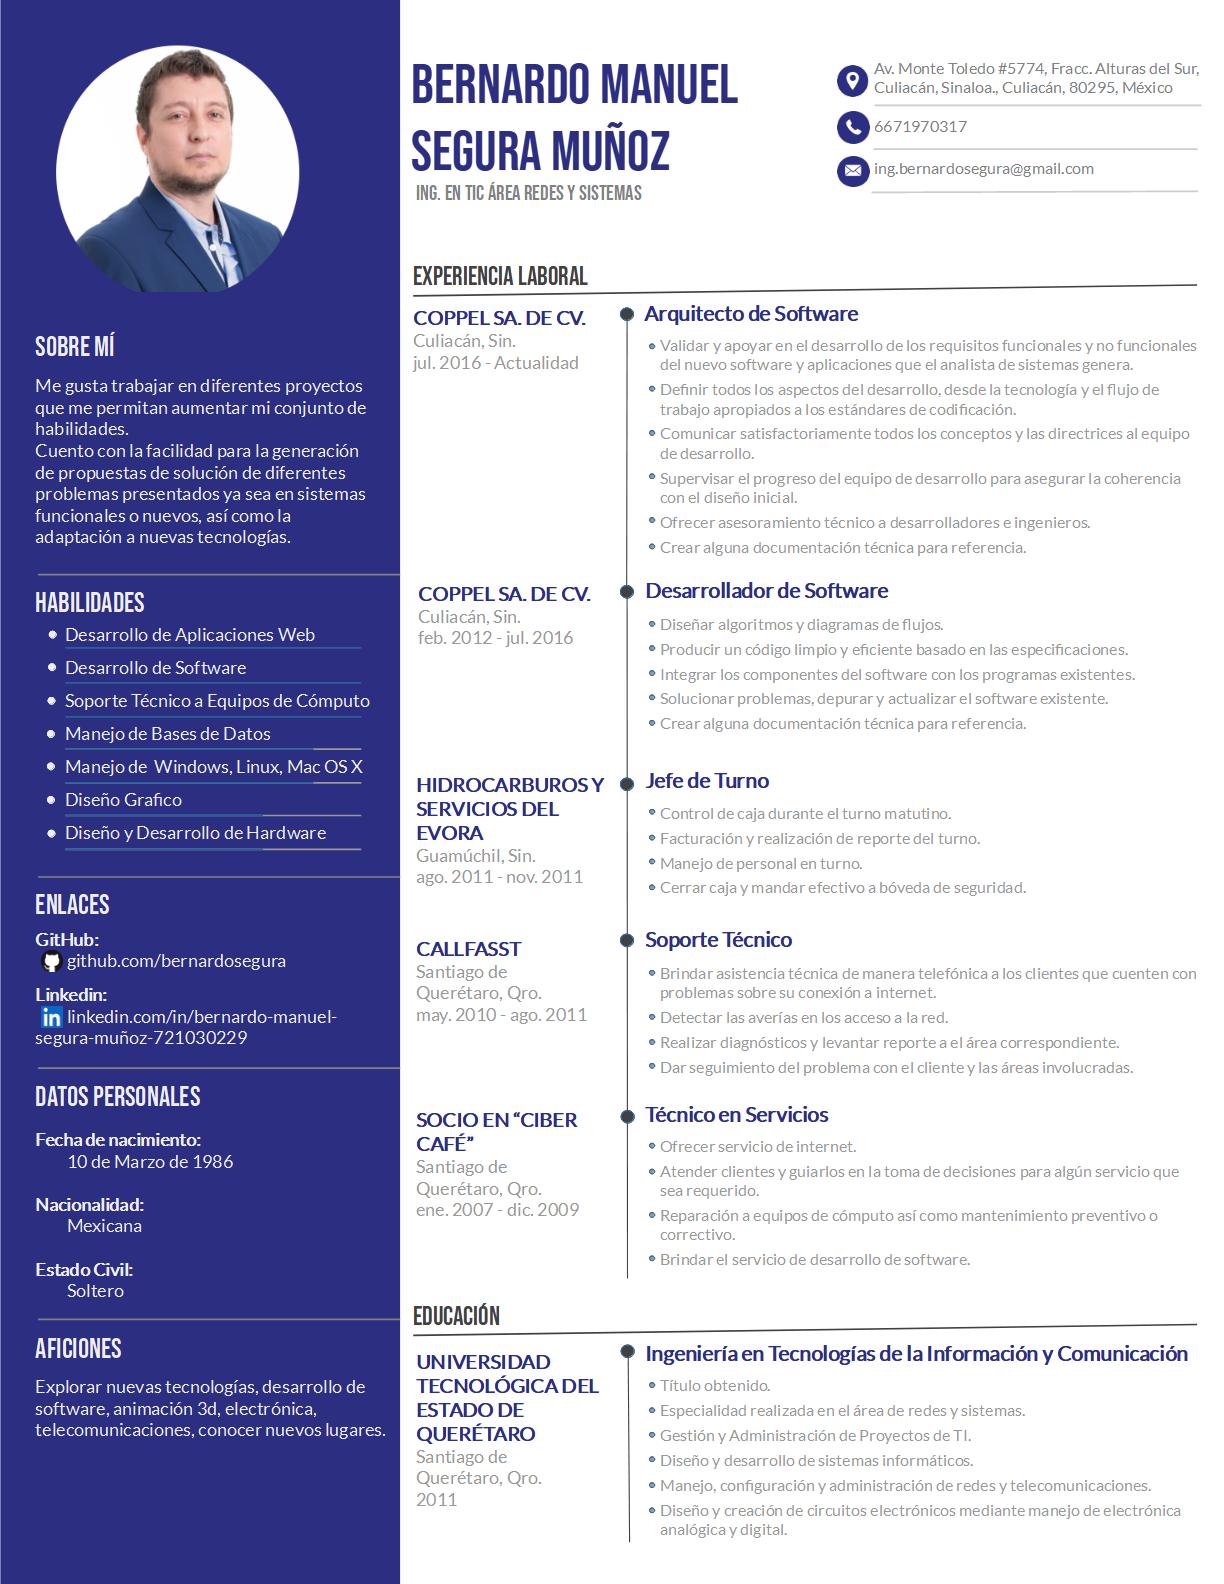 BERNARDO MANUEL
SEGURA MUÑOZ
ING. EN TIC ÁREA REDES Y SISTEMAS
Av. Monte Toledo #5774, Fracc. Alturas del Sur,
Culiacán, Sinaloa., Culiacán, 80295, México
6671970317
ing.bernardosegura@gmail.com
SOBRE MÍ
Me gusta trabajar en diferentes proyectos
que me permitan aumentar mi conjunto de
habilidades.
Cuento con la facilidad para la generación
de propuestas de solución de diferentes
problemas presentados ya sea en sistemas
funcionales o nuevos, así como la
adaptación a nuevas tecnologías.
HABILIDADES
Desarrollo de Aplicaciones Web
Desarrollo de Software
Soporte Técnico a Equipos de Cómputo
Manejo de Bases de Datos
Manejo de Windows, Linux, Mac OS X
Diseño Grafico
Diseño y Desarrollo de Hardware
ENLACES
GitHub:
github.com/bernardosegura
Linkedin:
in linkedin.com/in/bernardo-manuel-
segura-muñoz-721030229
DATOS PERSONALES
Fecha de nacimiento:
10 de Marzo de 1986
Nacionalidad:
Mexicana
Estado Civil:
Soltero
AFICIONES
Explorar nuevas tecnologías, desarrollo de
software, animación 3d, electrónica,
telecomunicaciones, conocer nuevos lugares.
EXPERIENCIA LABORAL
COPPEL SA. DE CV.
Culiacán, Sin.
jul. 2016 - Actualidad
Arquitecto de Software
Validar y apoyar en el desarrollo de los requisitos funcionales y no funcionales
del nuevo software y aplicaciones que el analista de sistemas genera.
Definir todos los aspectos del desarrollo, desde la tecnología y el flujo de
trabajo apropiados a los estándares de codificación.
Comunicar satisfactoriamente todos los conceptos y las directrices al equipo
de desarrollo.
Supervisar el progreso del equipo de desarrollo para asegurar la coherencia
con el diseño inicial.
Ofrecer asesoramiento técnico a desarrolladores e ingenieros.
Crear alguna documentación técnica para referencia.
COPPEL SA. DE CV.
Culiacán, Sin.
feb. 2012 - jul. 2016
Desarrollador de Software
Diseñar algoritmos y diagramas de flujos.
Producir un código limpio y eficiente basado en las especificaciones.
Integrar los componentes del software con los programas existentes.
Solucionar problemas, depurar y actualizar el software existente.
Crear alguna documentación técnica para referencia.
HIDROCARBUROS Y
SERVICIOS DEL
EVORA
Guamúchil, Sin.
ago. 2011 - nov. 2011
Jefe de Turno
Control de caja durante el turno matutino.
Facturación y realización de reporte del turno.
Manejo de personal en turno.
Cerrar caja y mandar efectivo a bóveda de seguridad.
CALLFASST
Santiago de
Querétaro, Qro.
may. 2010 - ago. 2011
Soporte Técnico
Brindar asistencia técnica de manera telefónica a los clientes que cuenten con
problemas sobre su conexión a internet.
Detectar las averías en los acceso a la red.
Realizar diagnósticos y levantar reporte a el área correspondiente.
Dar seguimiento del problema con el cliente y las áreas involucradas.
SOCIO EN “CIBER
CAFÉ”
Santiago de
Querétaro, Qro.
ene. 2007 - dic. 2009
Técnico en Servicios
Ofrecer servicio de internet.
Atender clientes y guiarlos en la toma de decisiones para algún servicio que
sea requerido.
Reparación a equipos de cómputo así como mantenimiento preventivo o
correctivo.
Brindar el servicio de desarrollo de software.
EDUCACIÓN
UNIVERSIDAD
TECNOLÓGICA DEL
ESTADO DE
QUERÉTARO
Santiago de
Querétaro, Qro.
2011
Ingeniería en Tecnologías de la Información y Comunicación
Título obtenido.
Especialidad realizada en el área de redes y sistemas.
Gestión y Administración de Proyectos de TI.
Diseño y desarrollo de sistemas informáticos.
Manejo, configuración y administración de redes y telecomunicaciones.
Diseño y creación de circuitos electrónicos mediante manejo de electrónica
analógica y digital.